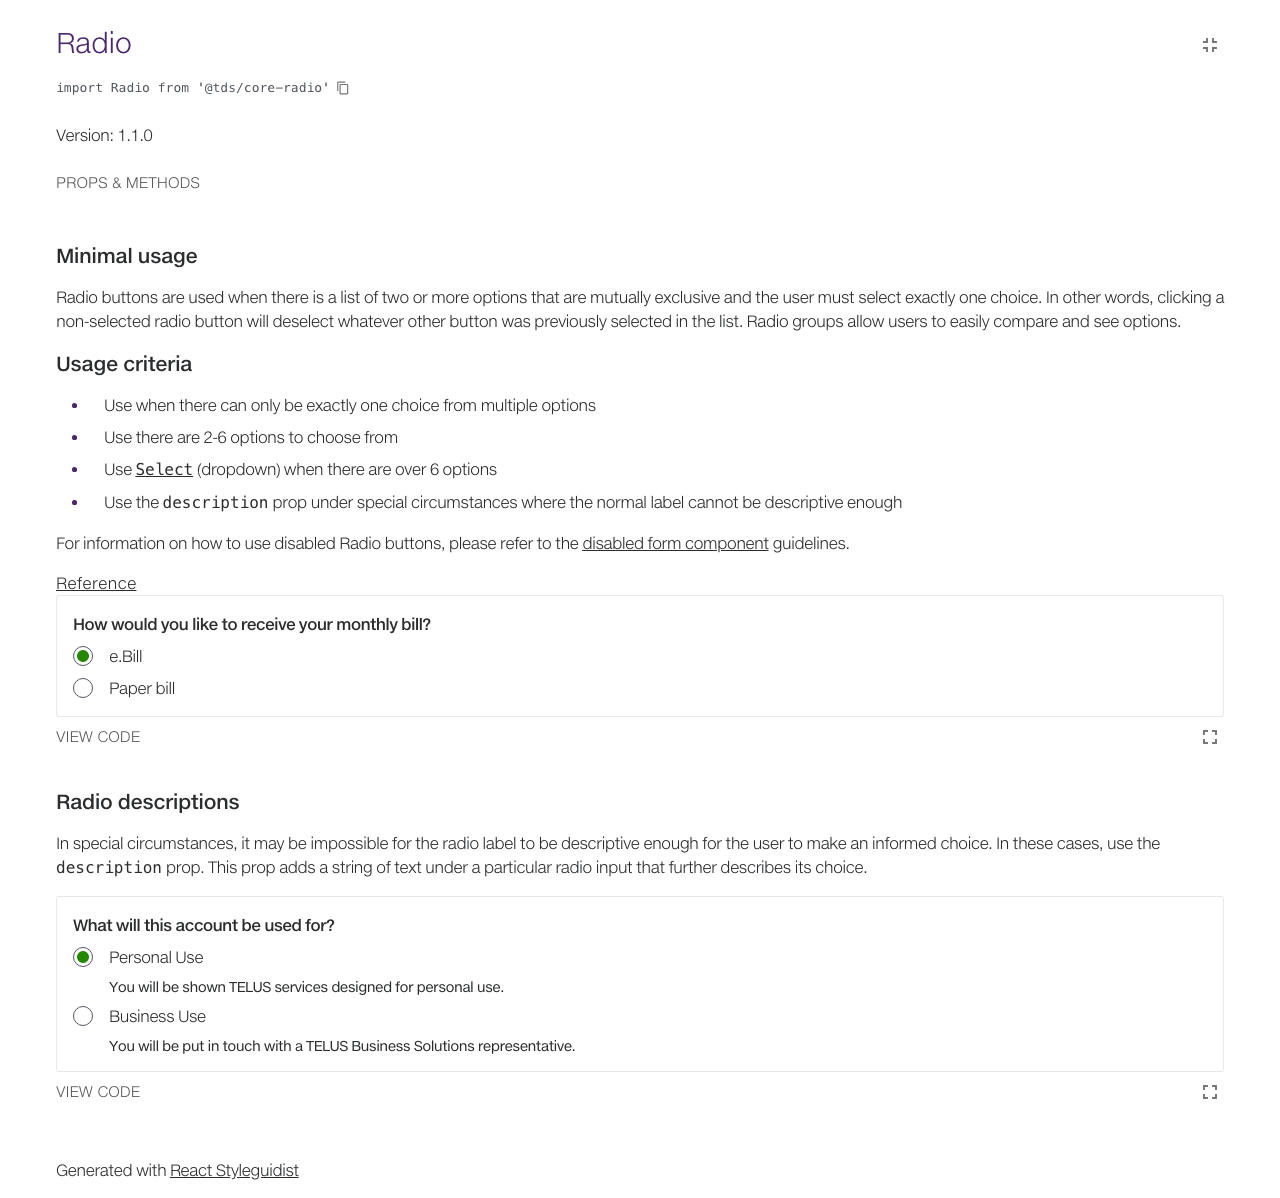 Radio
import Radio from '@tds/core-radio'
Version: 1.1.0
PROPS & METHODS
Minimal usage
Radio buttons are used when there is a list of two or more options that are mutually exclusive and the user must select exactly one choice. In other words, clicking a
non-selected radio button will deselect whatever other button was previously selected in the list. Radio groups allow users to easily compare and see options.
Usage criteria
• Use when there can only be exactly one choice from multiple options
• Use there are 2-6 options to choose from
• Use Select (dropdown) when there are over 6 options
• Use the description prop under special circumstances where the normal label cannot be descriptive enough
For information on how to use disabled Radio buttons, please refer to the disabled form component guidelines.
Reference
How would you like to receive your monthly bill?
e.Bill
Paper bill
VIEW CODE
Radio descriptions
In special circumstances, it may be impossible for the radio label to be descriptive enough for the user to make an informed choice. In these cases, use the
description prop. This prop adds a string of text under a particular radio input that further describes its choice.
What will this account be used for?
Personal Use
You will be shown TELUS services designed for personal use.
Business Use
You will be put in touch with a TELUS Business Solutions representative.
VIEW CODE
Generated with React Styleguidist